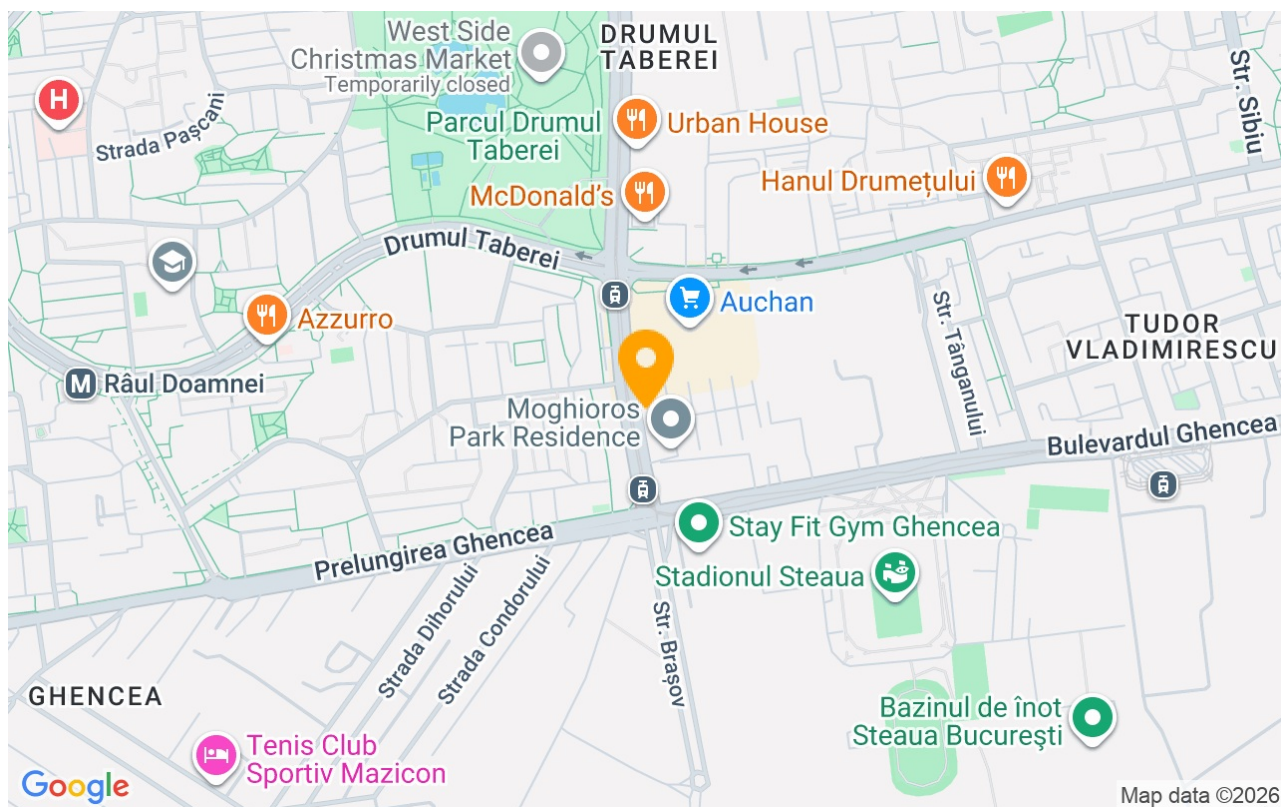 West Side
Christmas Market
Temporarily closed
DRUMUL
TABEREI
Str. Sibiu
H
Strada Pașcani
Parcul Drumul
Taberei
Urban House
McDonald's
Hanul Drumețului
Drumul Taberei
Auchan
Azzurro
Str. Tânganului
TUDOR
VLADIMIRESCU
M
Râul Doamnei
Moghioros
Park Residence
Bulevardul Ghencea
Prelungirea Ghencea
Stay Fit Gym Ghencea
Stadionul Steaua
Strada Dihorului
Strada Condorului
Str. Brașov
GHENCEA
Bazinul de înot
Steaua București
Tenis Club
Sportiv Mazicon
Google
Map data ©2026